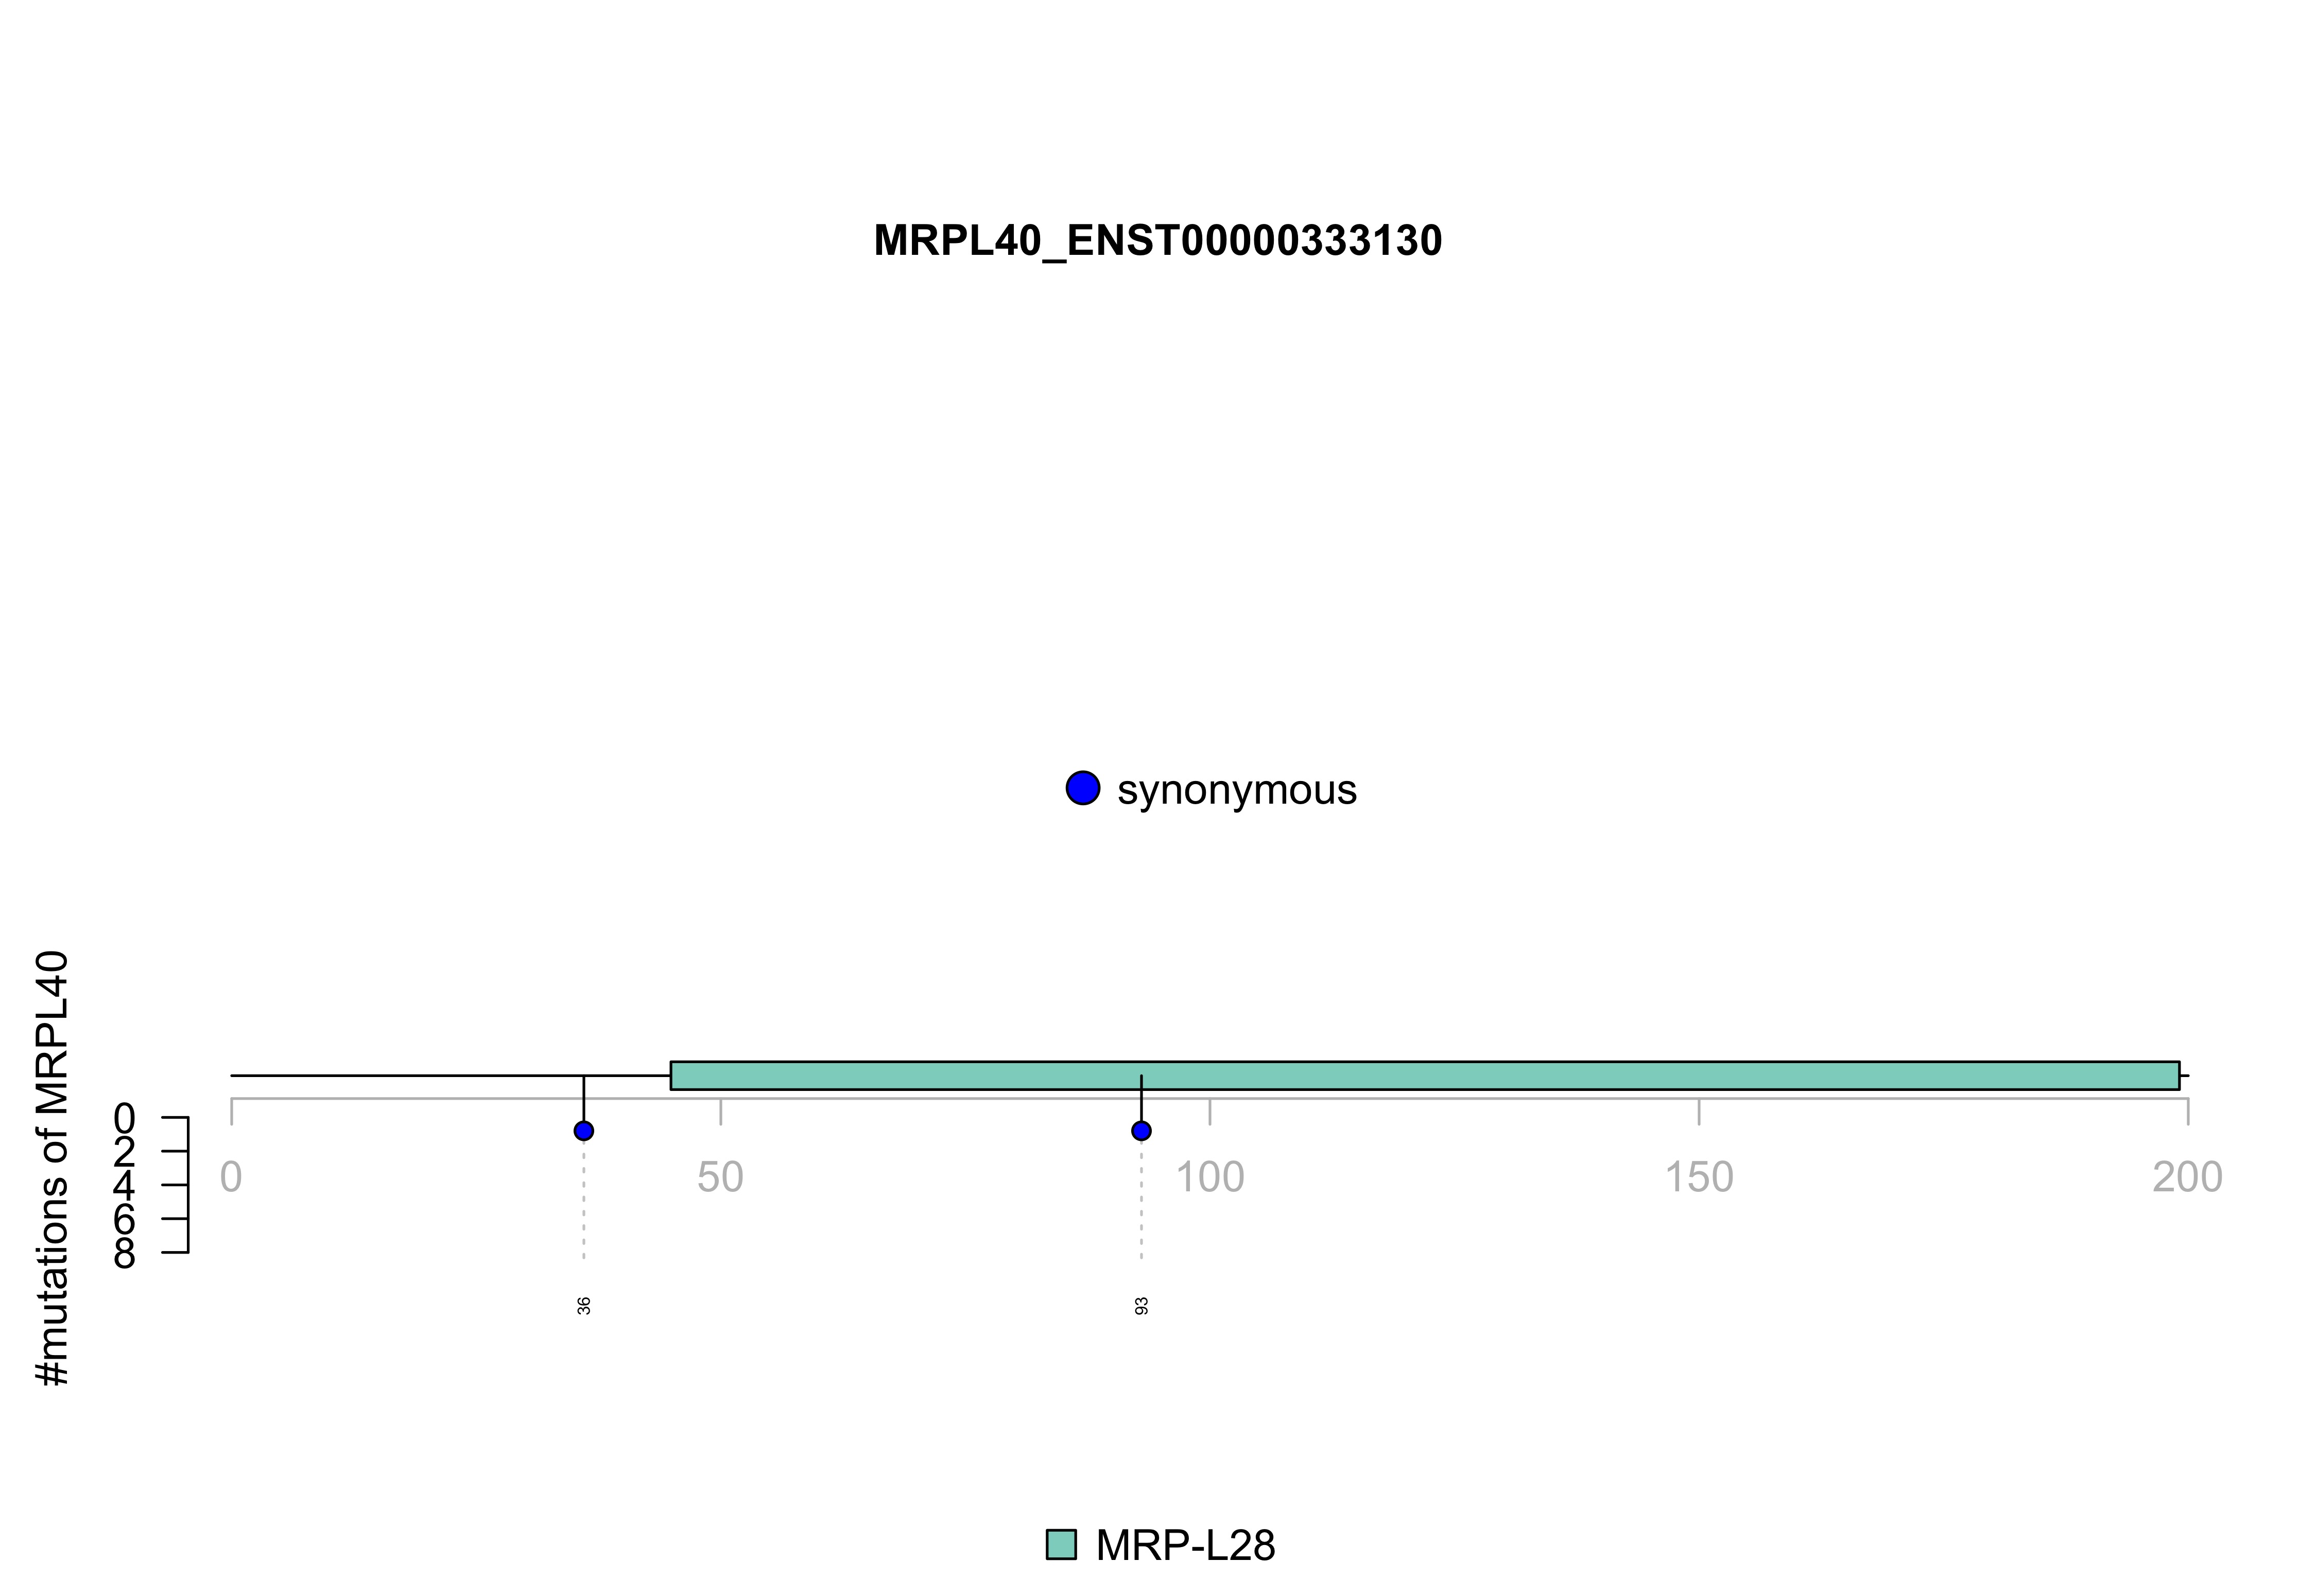 MRPL40_ENST00000333130
synonymous
#mutations of MRPL40
0
2
4
6
8
0 50 100 150 200
36 93
MRP-L28